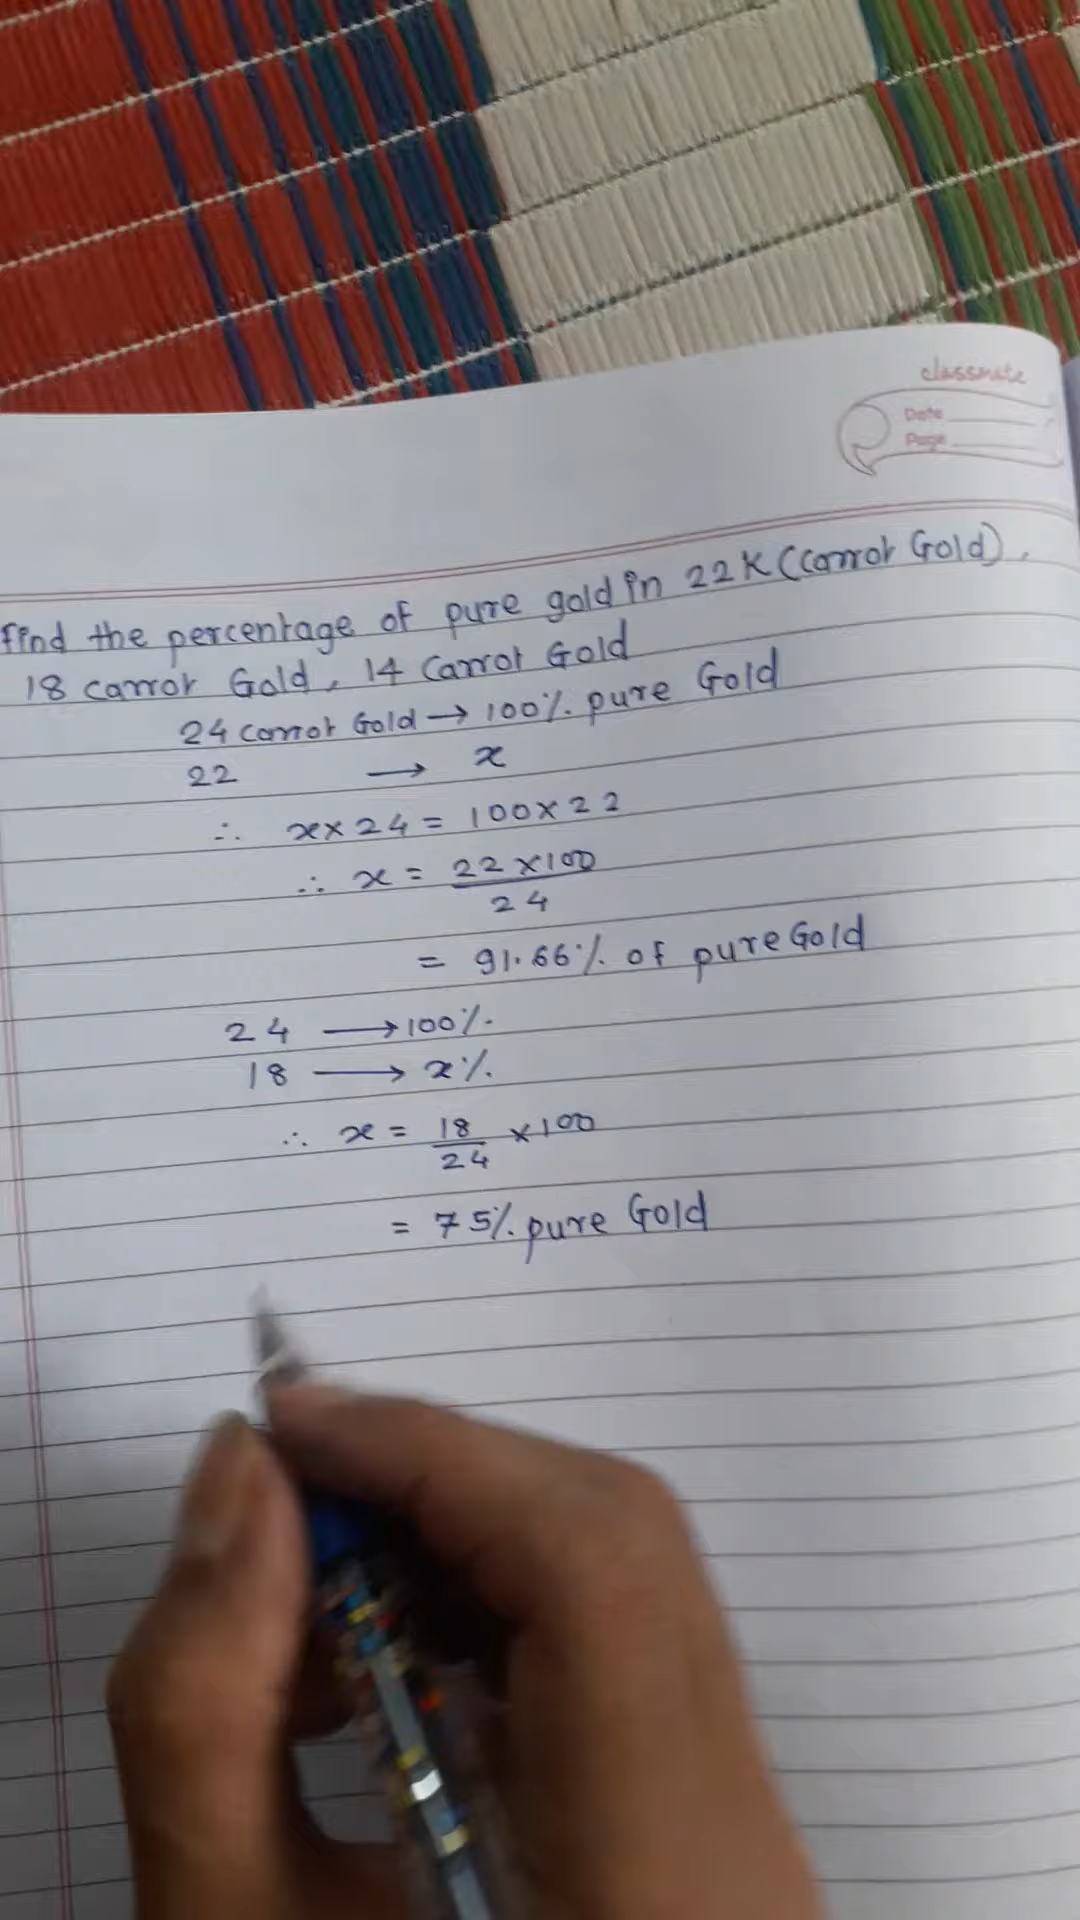 classmate
Date
Page
find the percentage of pure gold in 22K (carrot Gold),
18 carrot Gold, 14 Carrot Gold
24 carrot Gold → 100% pure Gold
22 → x
∴ x×24 = 100×22
∴ x = 22×100
24
= 91.66% of pure Gold
24 → 100%
18 → x%
∴ x = 18/24 ×100
= 75% pure Gold